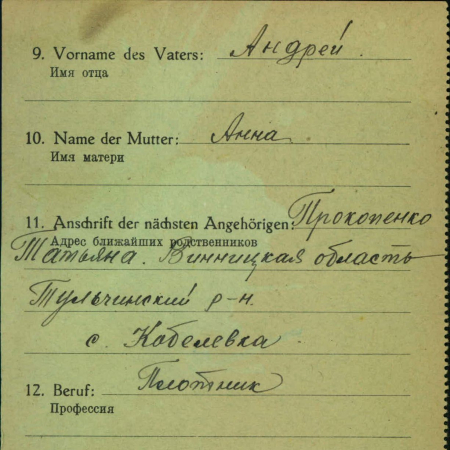 9. Vorname des Vaters: Андрей
Имя отца
10. Name der Mutter: Анна
Имя матери
11. Anschrift der nächsten Angehörigen: Прокопенко
Адрес ближайших родственников
Татьяна. Винницкая область
Тульчинский р-н.
с. Кобелевка.
12. Beruf: Плотник
Профессия